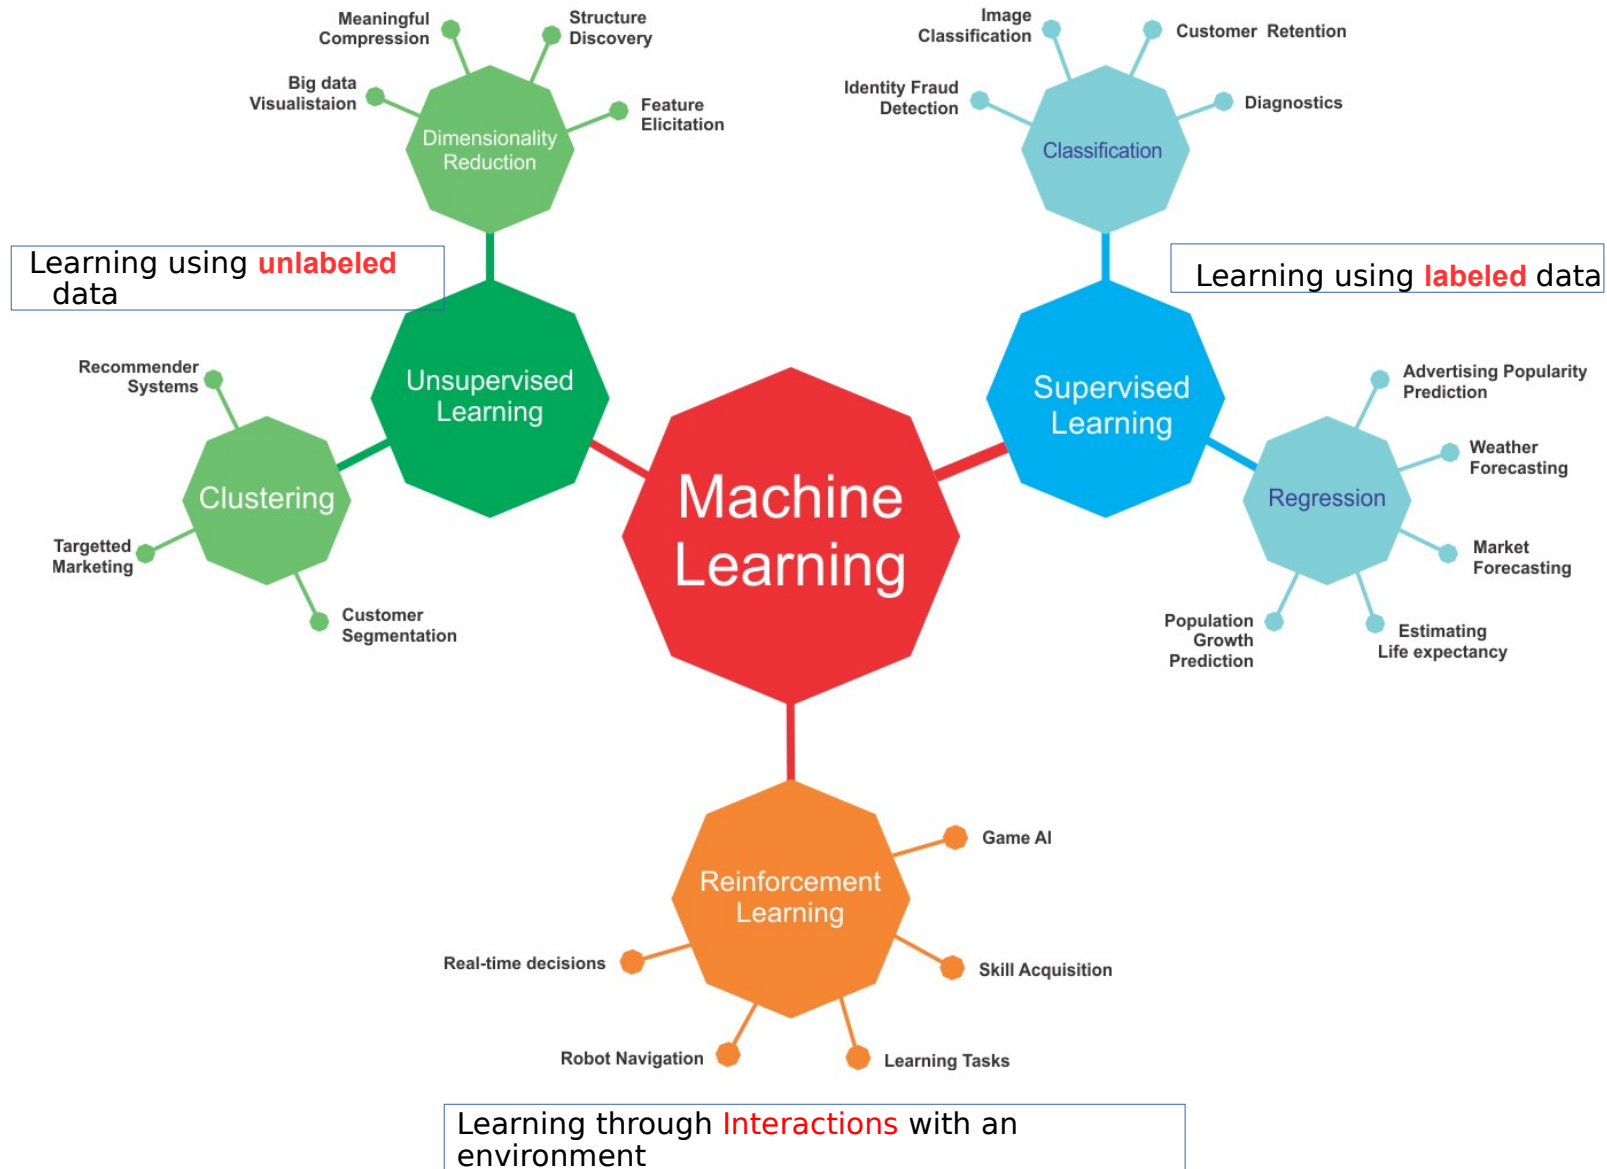 Meaningful
Compression
Structure
Discovery
Big data
Visualistaion
Feature
Elicitation
Dimensionality
Reduction
Image
Classification
Customer Retention
Identity Fraud
Detection
Diagnostics
Classification
Learning using unlabeled
data
Learning using labeled data
Recommender
Systems
Unsupervised
Learning
Clustering
Targetted
Marketing
Customer
Segmentation
Machine
Learning
Supervised
Learning
Advertising Popularity
Prediction
Weather
Forecasting
Regression
Market
Forecasting
Population
Growth
Prediction
Estimating
Life expectancy
Reinforcement
Learning
Game AI
Real-time decisions
Skill Acquisition
Robot Navigation
Learning Tasks
Learning through Interactions with an
environment